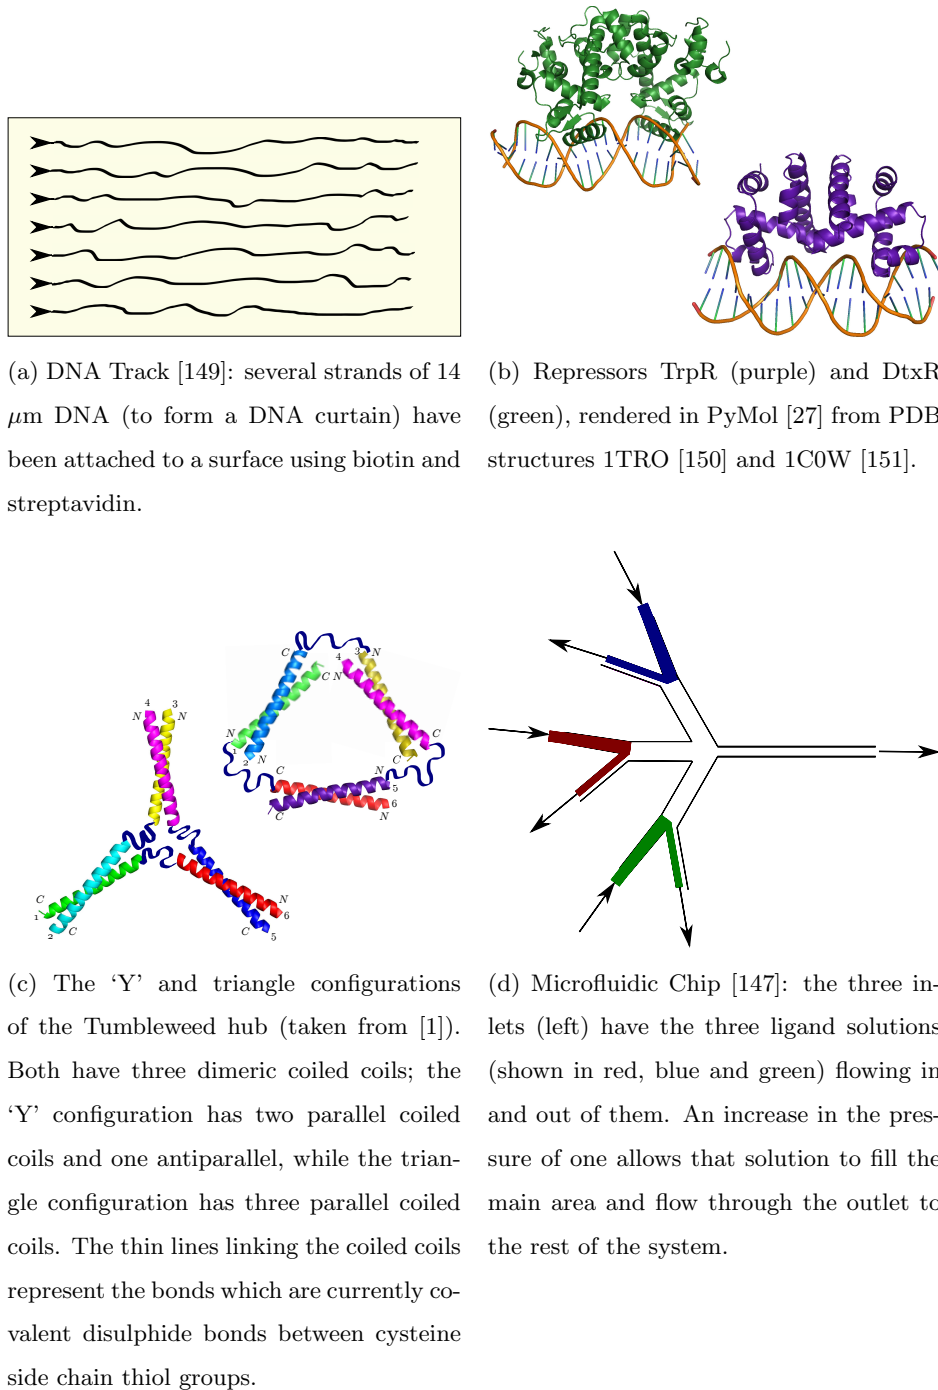 (a) DNA Track [149]: several strands of 14
µm DNA (to form a DNA curtain) have
been attached to a surface using biotin and
streptavidin.
(b) Repressors TrpR (purple) and DtxR
(green), rendered in PyMol [27] from PDB
structures 1TRO [150] and 1C0W [151].
C
3
N
4
C
N
N
1
2
N
C
C
C
N
5
6
N
C
4
3
N
N
C
1
2
C
N
6
C
5
(c) The ‘Y’ and triangle configurations
of the Tumbleweed hub (taken from [1]).
Both have three dimeric coiled coils; the
‘Y’ configuration has two parallel coiled
coils and one antiparallel, while the trian-
gle configuration has three parallel coiled
coils. The thin lines linking the coiled coils
represent the bonds which are currently co-
valent disulphide bonds between cysteine
side chain thiol groups.
(d) Microfluidic Chip [147]: the three in-
lets (left) have the three ligand solutions
(shown in red, blue and green) flowing in
and out of them. An increase in the pres-
sure of one allows that solution to fill the
main area and flow through the outlet to
the rest of the system.